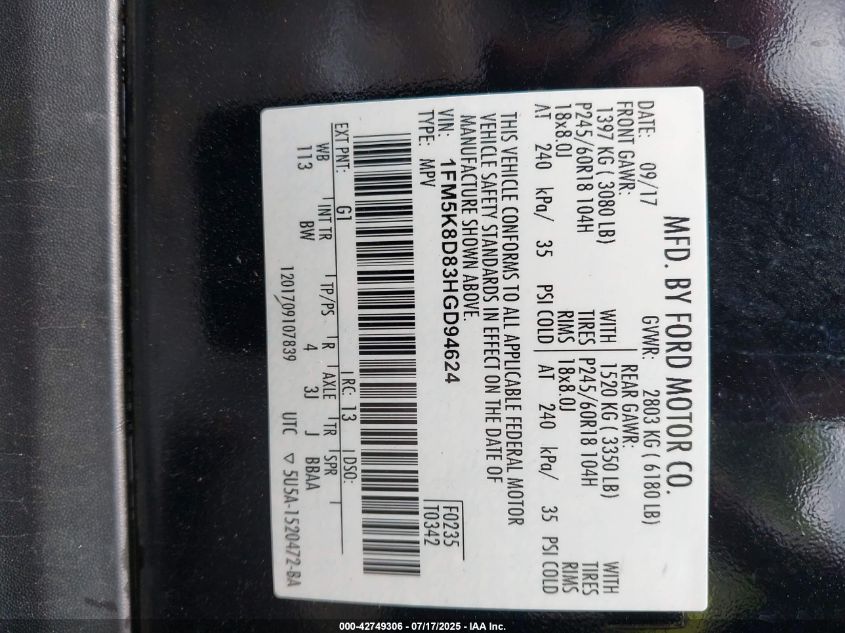 MFD. BY FORD MOTOR CO.
DATE: 09/17 GVWR: 2803 KG ( 6180 LB)
FRONT GAWR: REAR GAWR:
1397 KG ( 3080 LB) WITH 1520 KG ( 3350 LB) WITH
P245/60R18 104H TIRES P245/60R18 104H TIRES
18x8.0J RIMS 18x8.0J RIMS
AT 240 kPa/ 35 PSI COLD AT 240 kPa/ 35 PSI COLD
THIS VEHICLE CONFORMS TO ALL APPLICABLE FEDERAL MOTOR
VEHICLE SAFETY STANDARDS IN EFFECT ON THE DATE OF
MANUFACTURE SHOWN ABOVE.
VIN: 1FM5K8D83HGD94624
TYPE: MPV
F0235
T0342
EXT PNT: G1 RC: 13 DSO:
WB INT TR TP/PS R AXLE TR SPR
113 BW 4 3J J BBAA
1201709107839 UTC ▽ 5U5A-1520472-BA
000-42749306 - 07/17/2025 - IAA Inc.